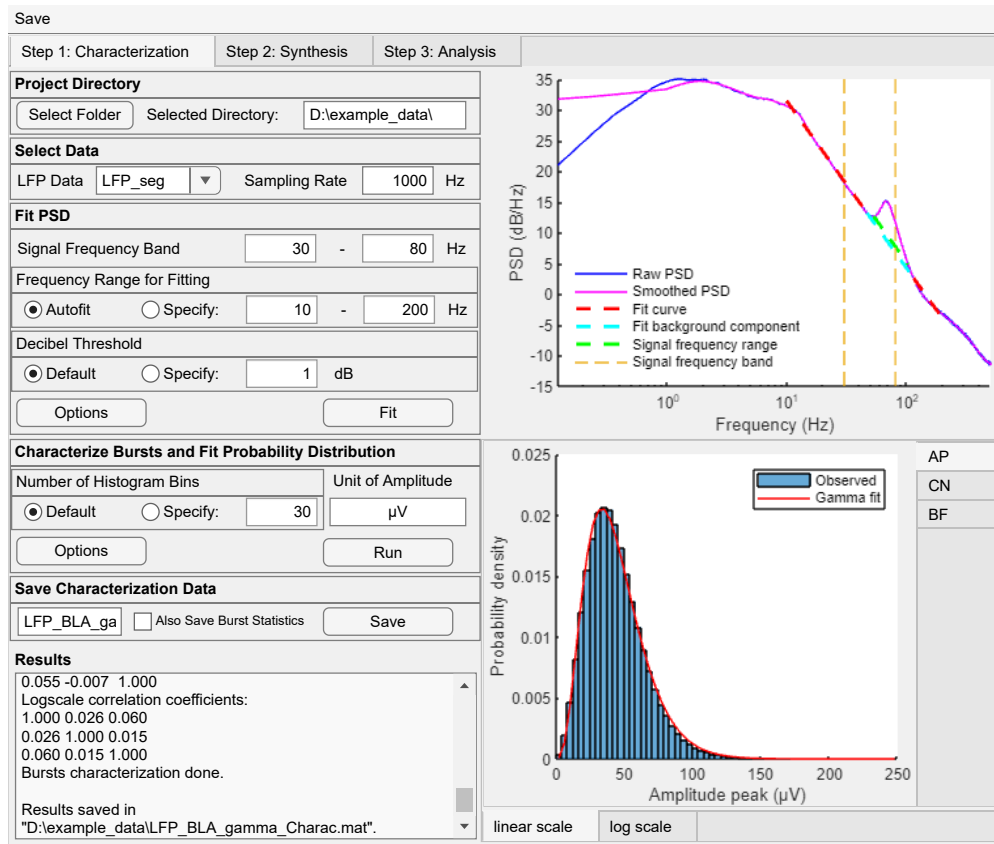 Save
Step 1: Characterization
Step 2: Synthesis
Step 3: Analysis
Project Directory
Select Folder
Selected Directory:
D:\example_data\
Select Data
LFP Data
LFP_seg
Sampling Rate
1000
Hz
Fit PSD
Signal Frequency Band
30
-
80
Hz
Frequency Range for Fitting
Autofit
Specify:
10
-
200
Hz
Decibel Threshold
Default
Specify:
1
dB
Options
Fit
Characterize Bursts and Fit Probability Distribution
Number of Histogram Bins
Default
Specify:
30
Unit of Amplitude
µV
Options
Run
Save Characterization Data
LFP_BLA_ga
Also Save Burst Statistics
Save
Results
0.055 -0.007 1.000
Logscale correlation coefficients:
1.000 0.026 0.060
0.026 1.000 0.015
0.060 0.015 1.000
Bursts characterization done.
Results saved in
"D:\example_data\LFP_BLA_gamma_Charac.mat".
35
30
25
20
15
10
5
0
-5
-10
-15
PSD (dB/Hz)
Raw PSD
Smoothed PSD
Fit curve
Fit background component
Signal frequency range
Signal frequency band
10⁰
10¹
10²
Frequency (Hz)
0.025
0.02
0.015
0.01
0.005
0
Probability density
Observed
Gamma fit
0
50
100
150
200
250
Amplitude peak (µV)
AP
CN
BF
linear scale
log scale